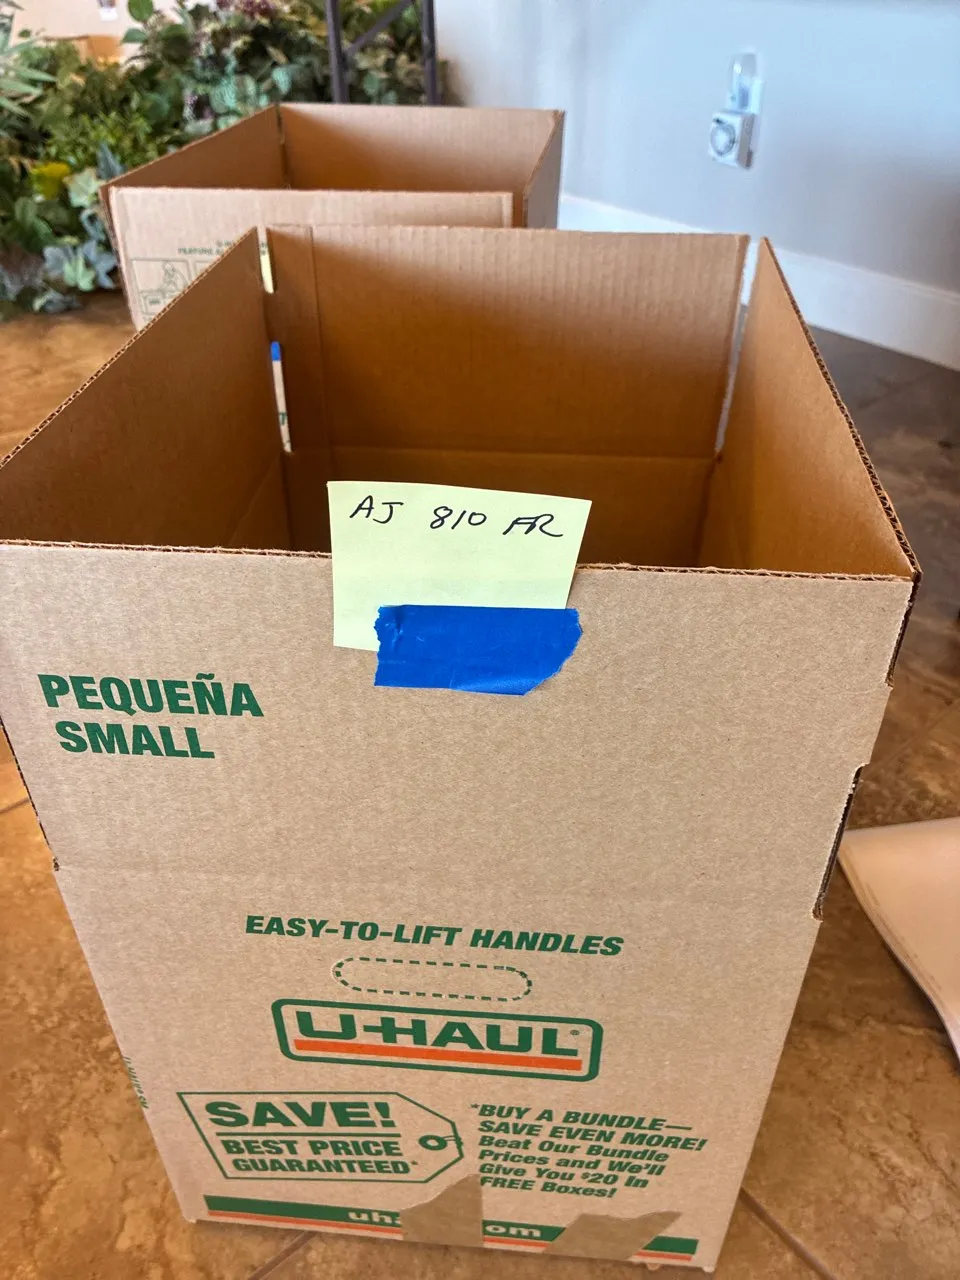 AJ 810 FR
PEQUEÑA
SMALL
EASY-TO-LIFT HANDLES
U-HAUL®
SAVE!
BEST PRICE
GUARANTEED*
*BUY A BUNDLE—
SAVE EVEN MORE!
Beat Our Bundle
Prices and We'll
Give You $20 In
FREE Boxes!